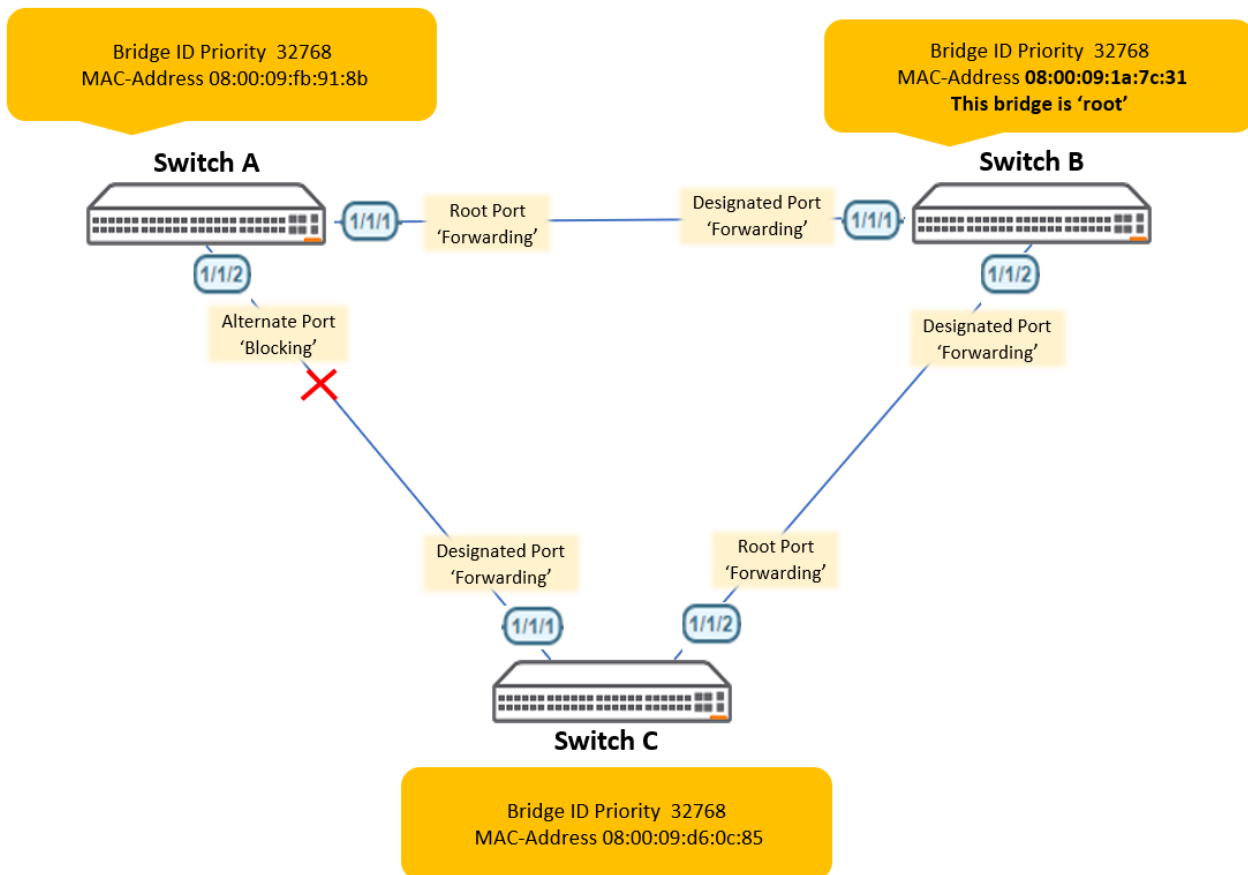 Bridge ID Priority  32768
MAC-Address 08:00:09:fb:91:8b
Bridge ID Priority  32768
MAC-Address 08:00:09:1a:7c:31
This bridge is ‘root’
Switch A
Switch B
1/1/1
Root Port
‘Forwarding’
Designated Port
‘Forwarding’
1/1/1
1/1/2
Alternate Port
‘Blocking’
1/1/2
Designated Port
‘Forwarding’
Designated Port
‘Forwarding’
Root Port
‘Forwarding’
1/1/1
1/1/2
Switch C
Bridge ID Priority  32768
MAC-Address 08:00:09:d6:0c:85